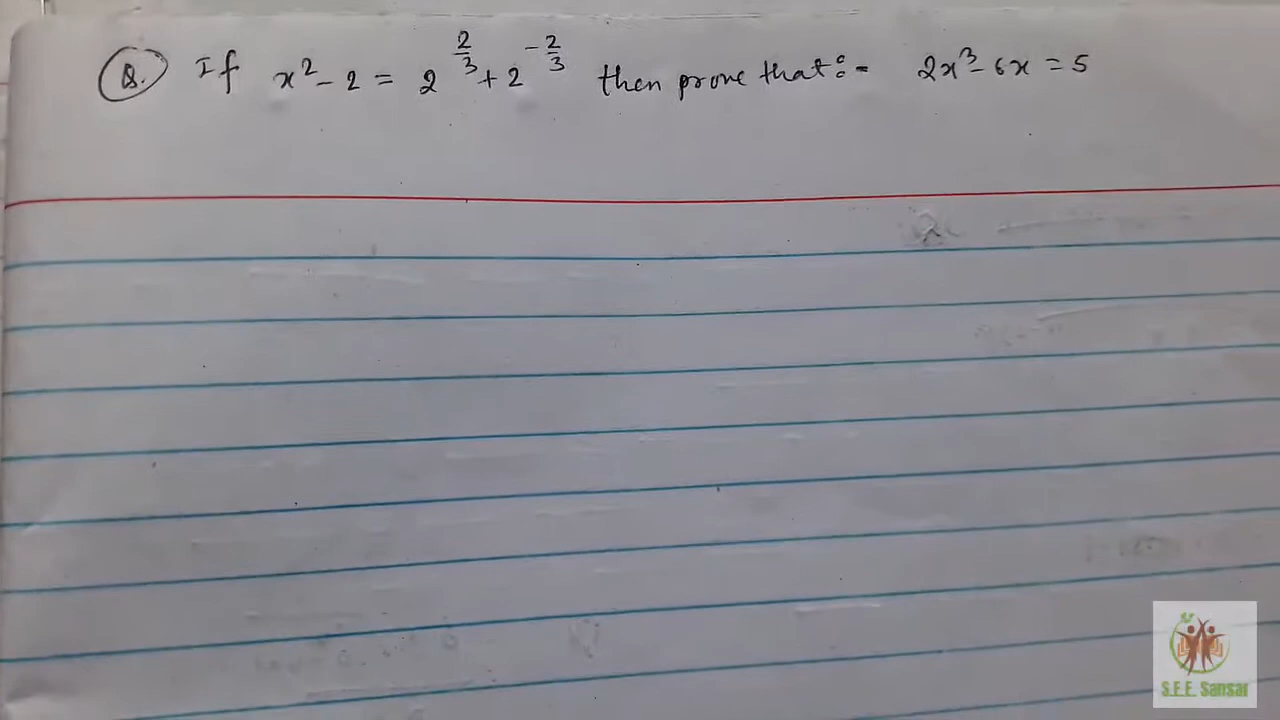 Q. If x² - 2 = 2^(2/3) + 2^(-2/3) then prove that:- 2x³ - 6x = 5
S.E.E. Sansar